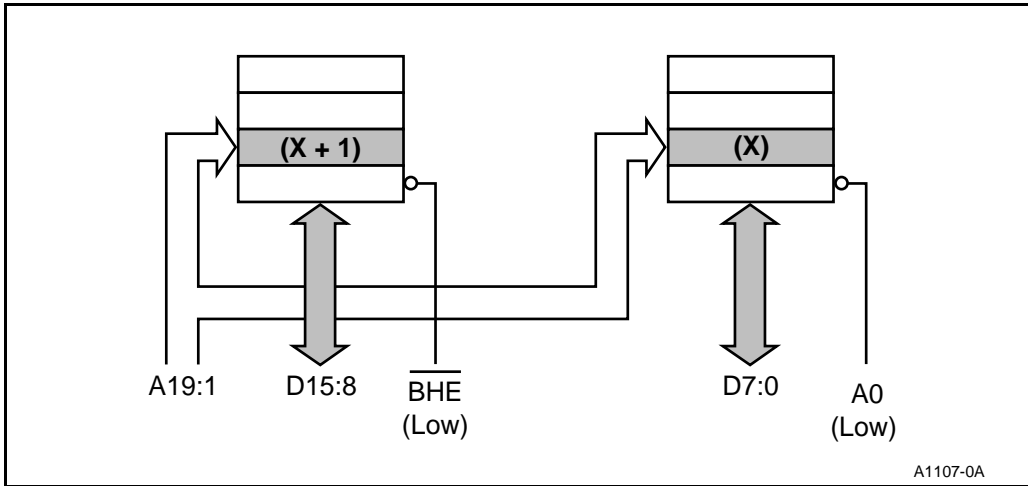 (X + 1)
(X)
A19:1
D15:8
BHE
(Low)
D7:0
A0
(Low)
A1107-0A